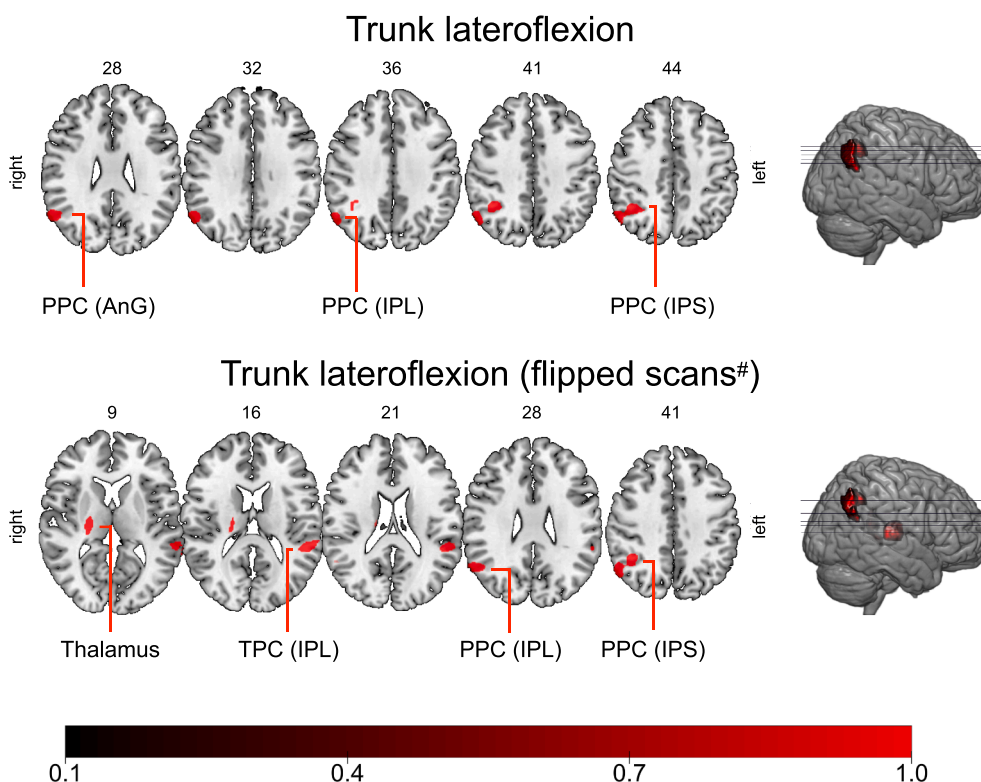 Trunk lateroflexion
28 32 36 41 44
right left
PPC (AnG) PPC (IPL) PPC (IPS)
Trunk lateroflexion (flipped scans#)
9 16 21 28 41
right left
Thalamus TPC (IPL) PPC (IPL) PPC (IPS)
0.1 0.4 0.7 1.0